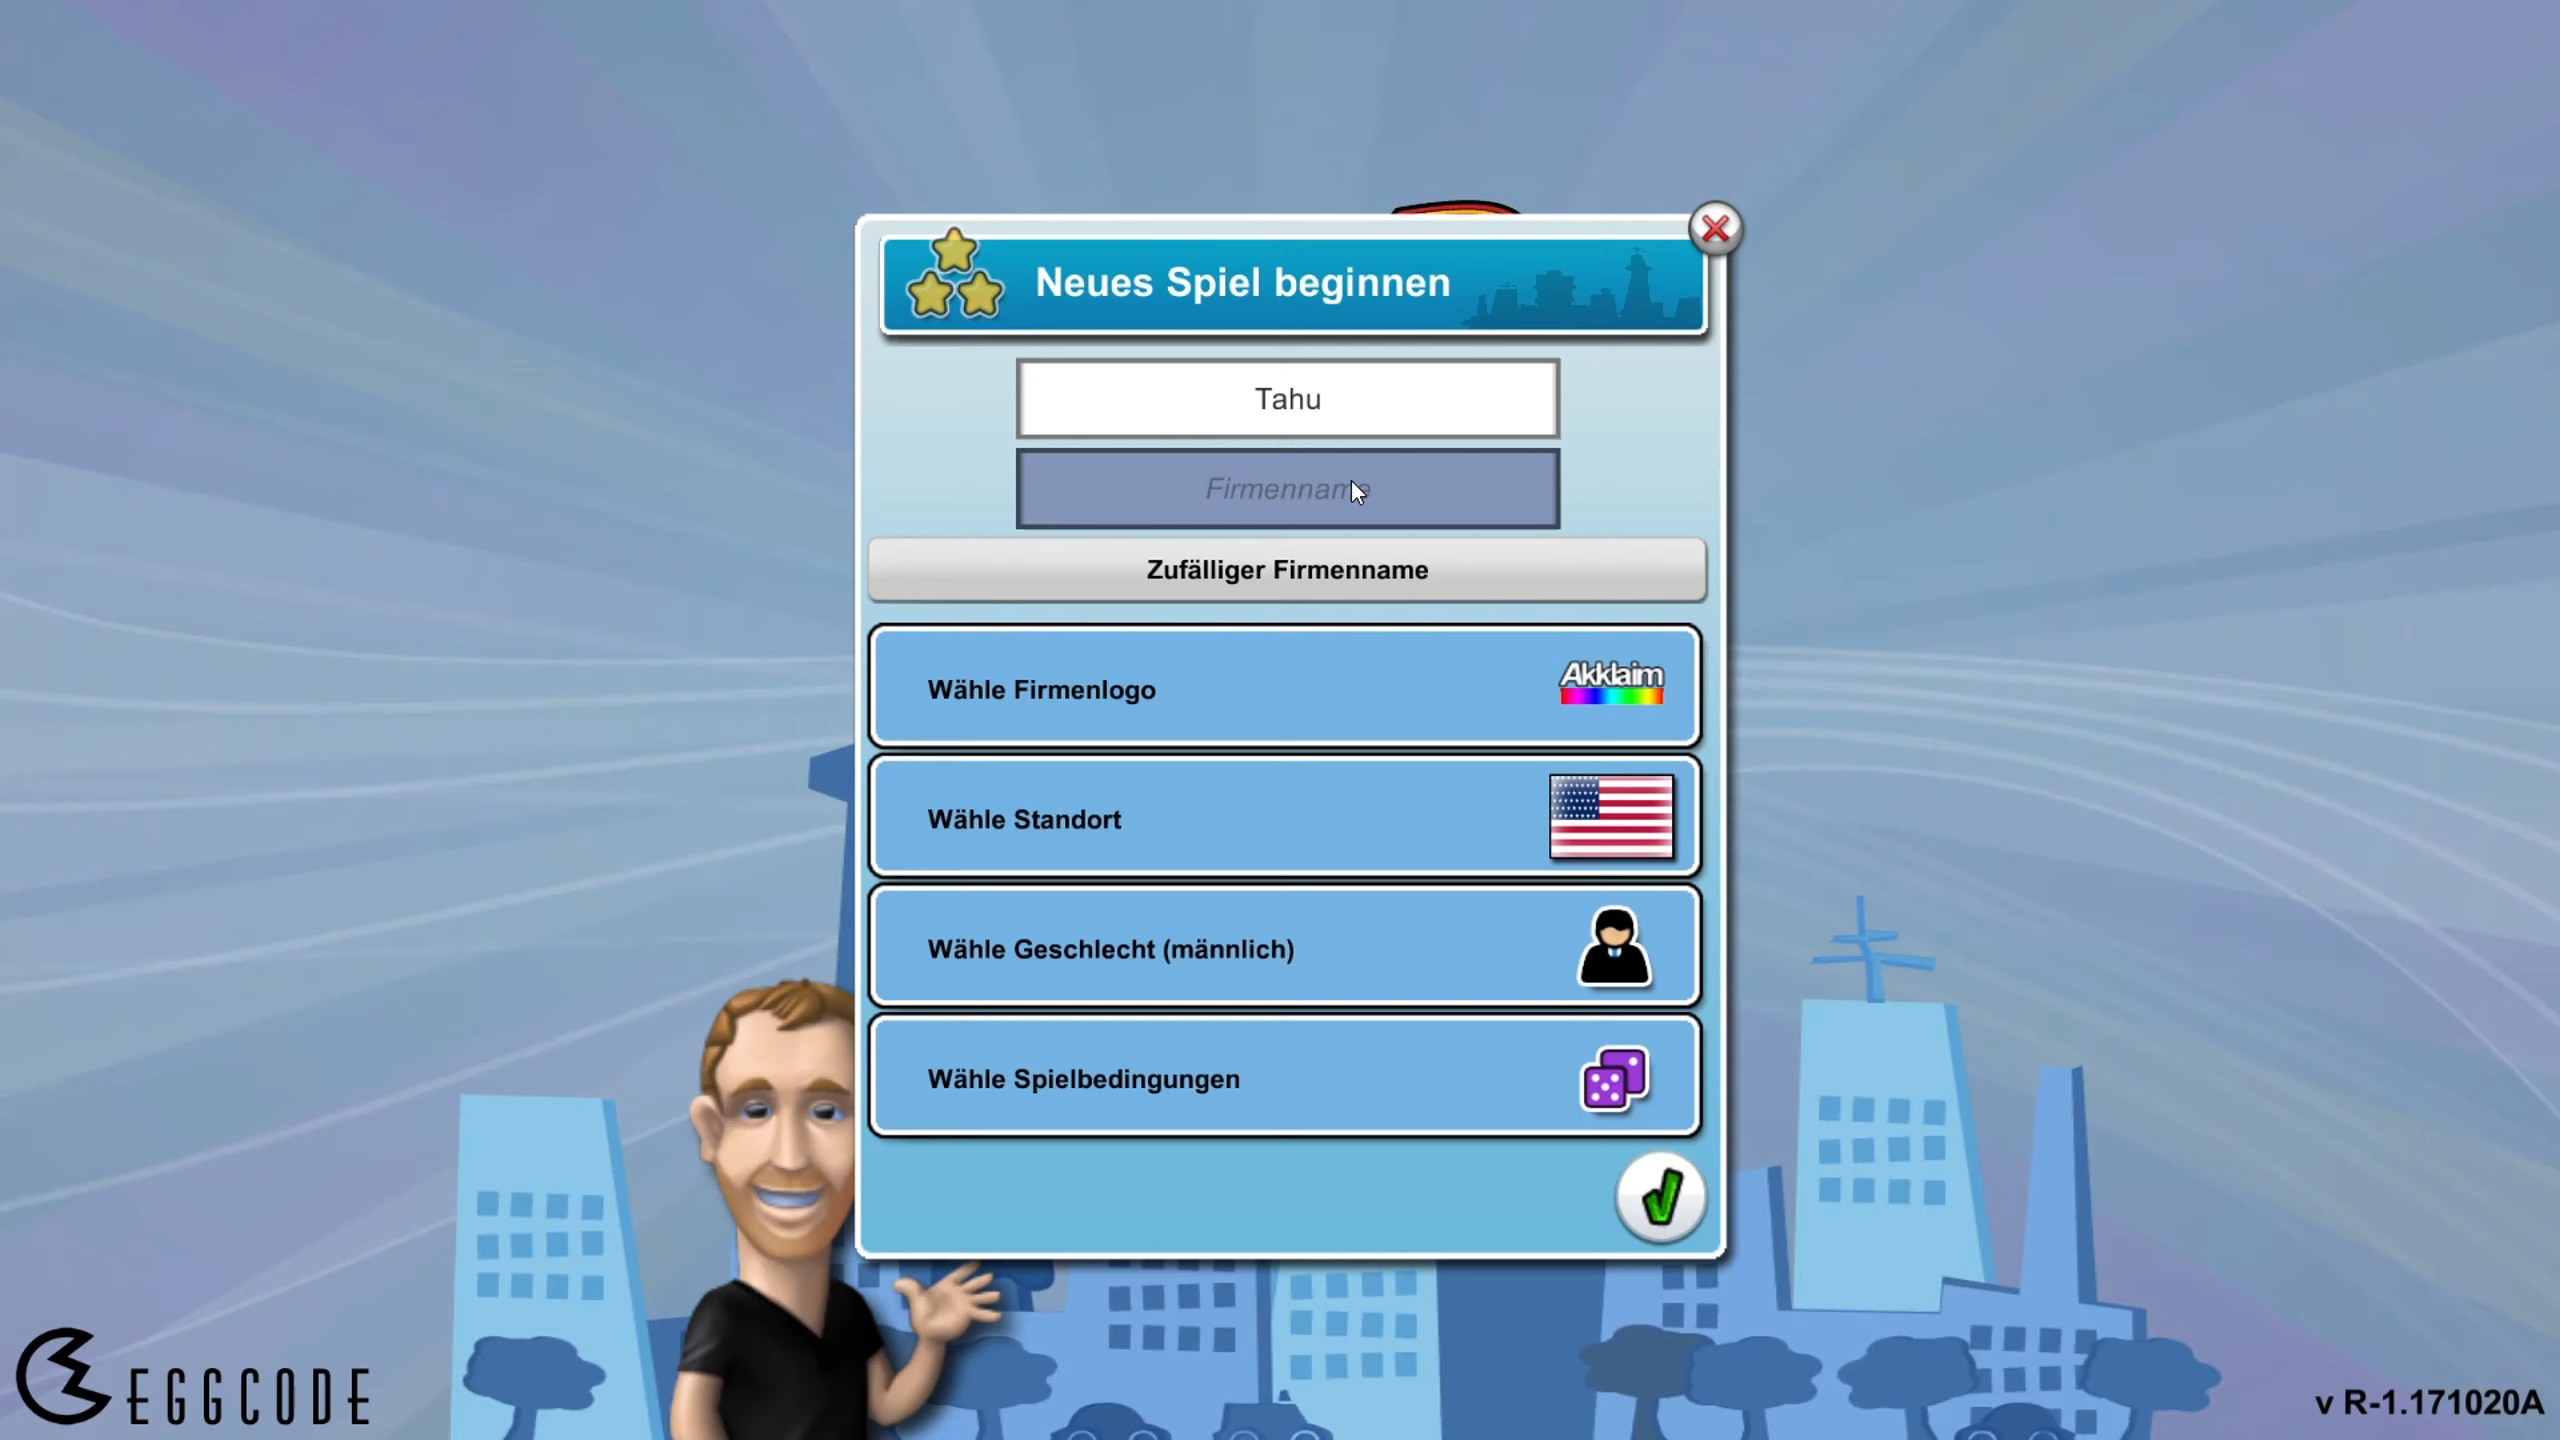 Neues Spiel beginnen
Tahu
Firmenname
Zufälliger Firmenname
Wähle Firmenlogo
Akklaim
Wähle Standort
Wähle Geschlecht (männlich)
Wähle Spielbedingungen
EGGCODE
v R-1.171020A